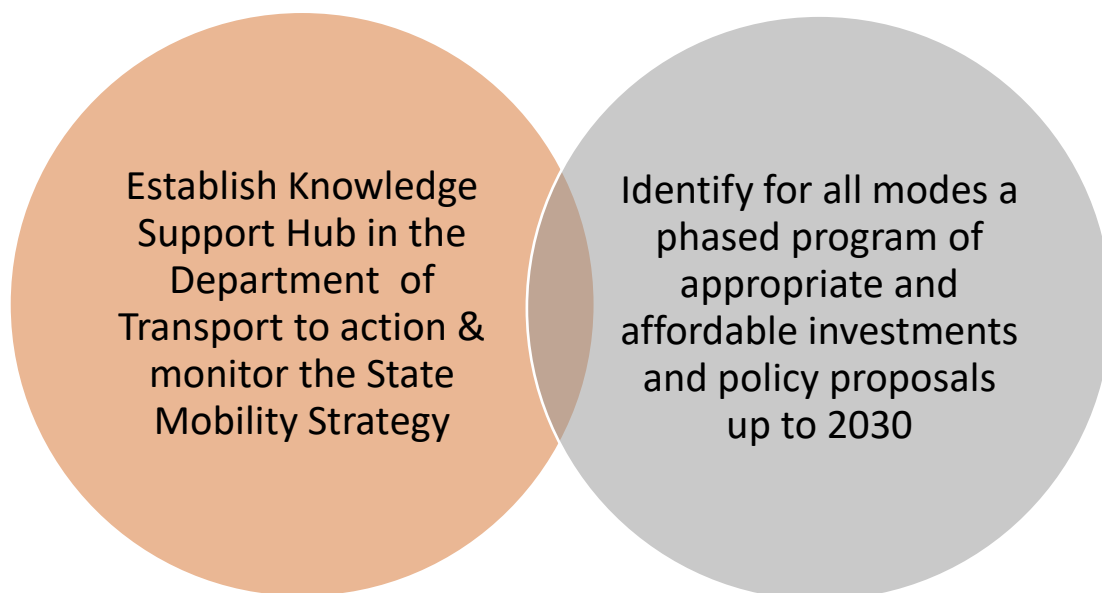 Establish Knowledge
Support Hub in the
Department of
Transport to action &
monitor the State
Mobility Strategy
Identify for all modes a
phased program of
appropriate and
affordable investments
and policy proposals
up to 2030